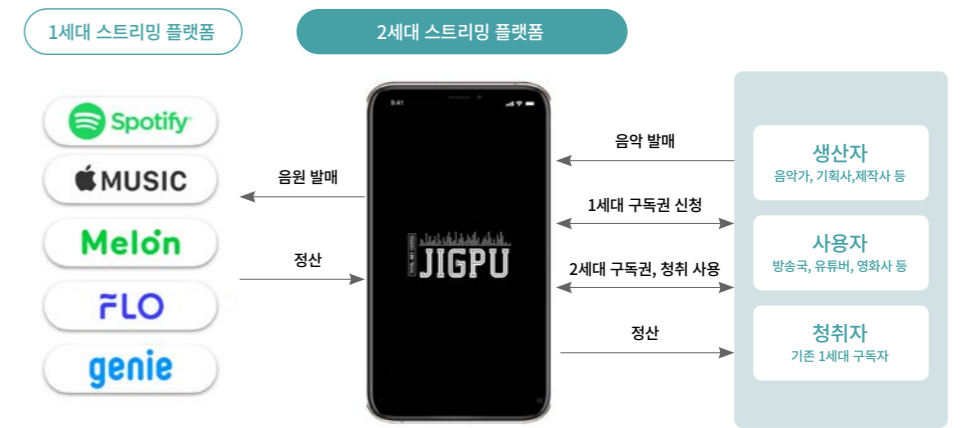 1세대 스트리밍 플랫폼
2세대 스트리밍 플랫폼
Spotify
MUSIC
Melon
FLO
genie
음원 발매
정산
9:41
JIGPU
음악 발매
1세대 구독권 신청
2세대 구독권, 청취 사용
정산
생산자
음악가, 기획사,제작사 등
사용자
방송국, 유튜버, 영화사 등
청취자
기존 1세대 구독자